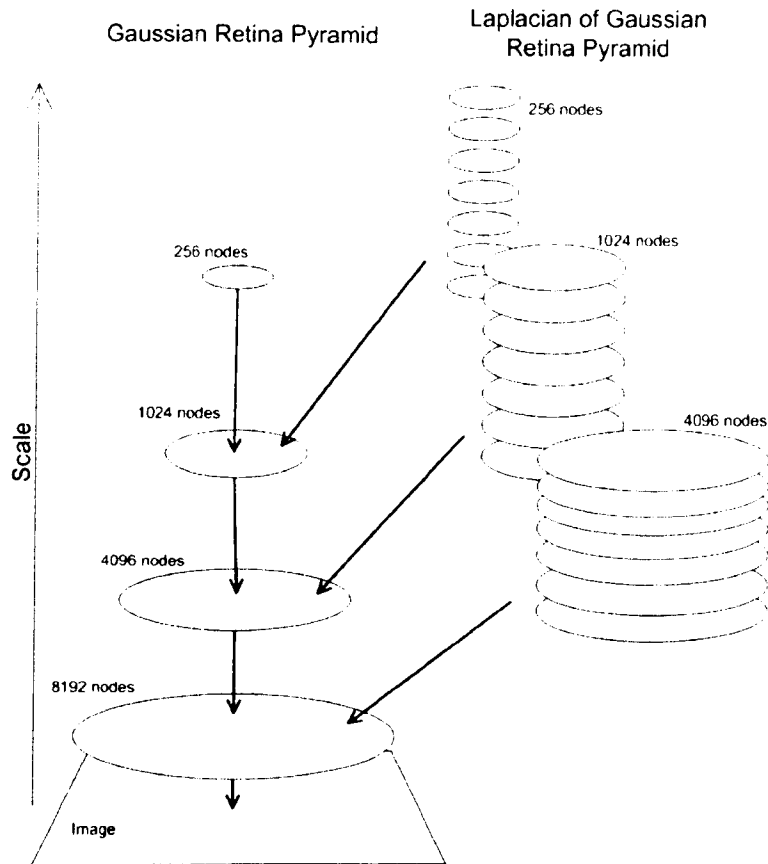 Gaussian Retina Pyramid
Laplacian of Gaussian
Retina Pyramid
256 nodes
256 nodes
1024 nodes
1024 nodes
4096 nodes
Scale
4096 nodes
8192 nodes
Image